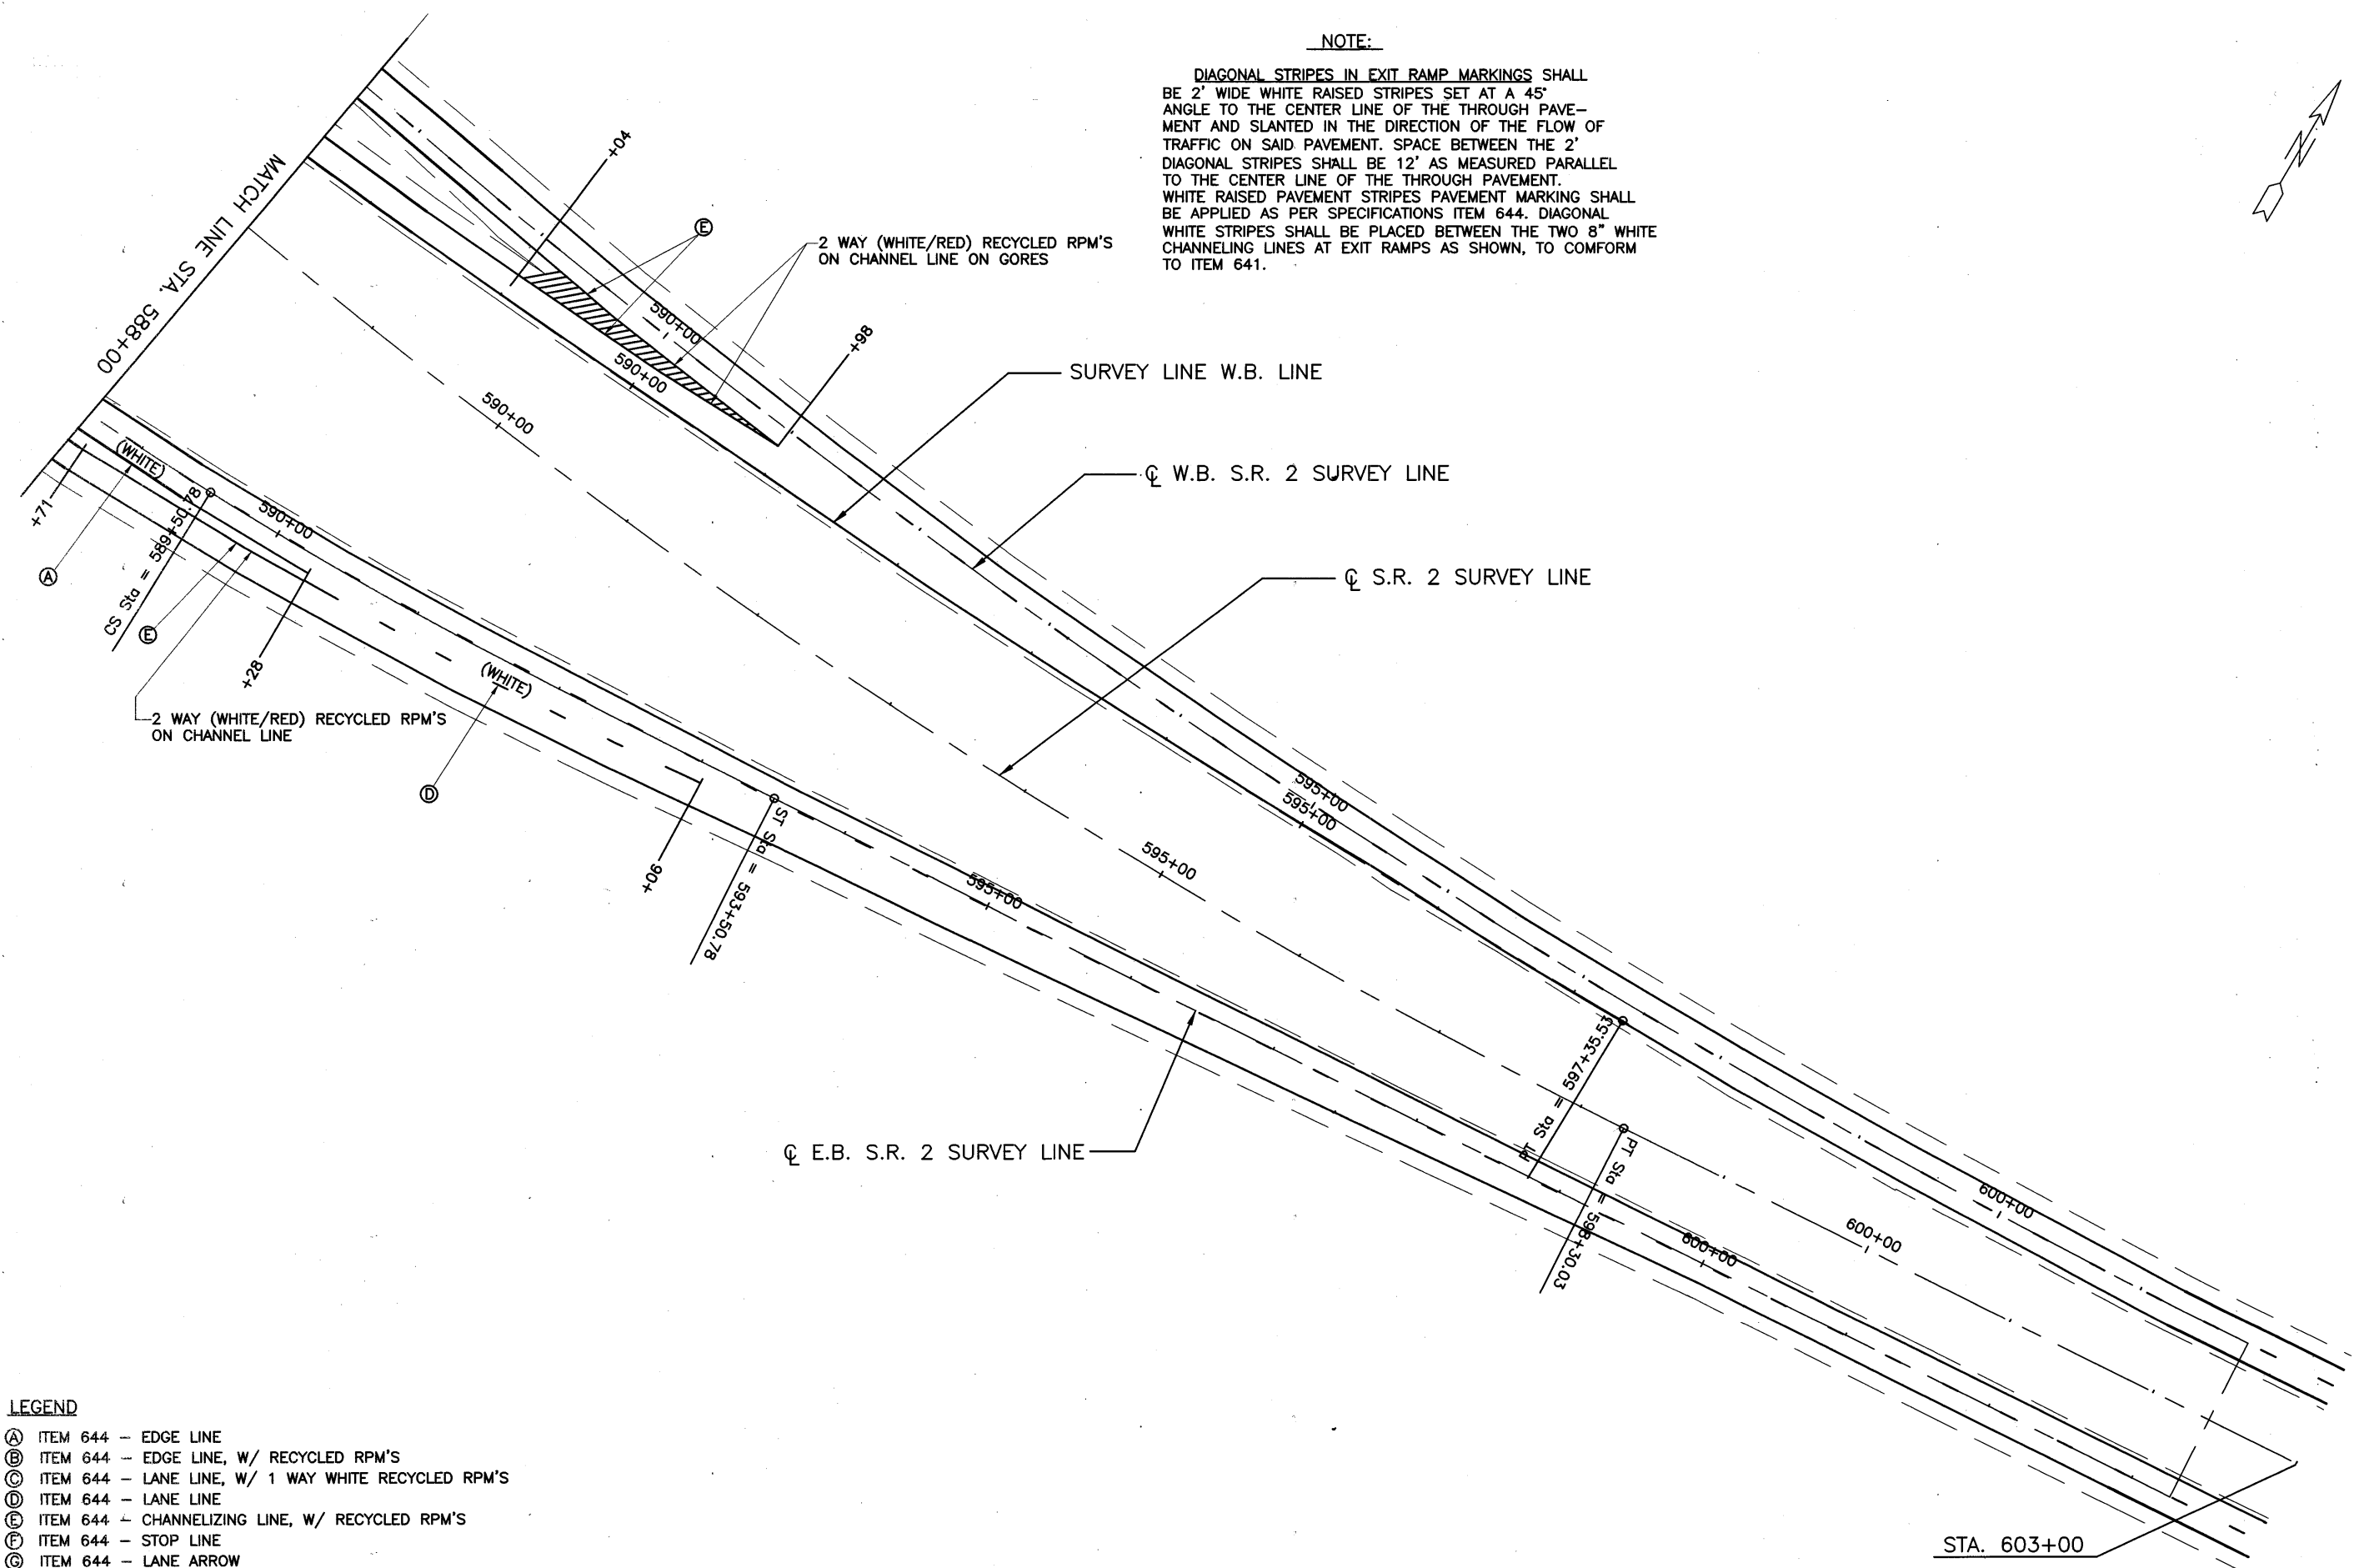 NOTE:
DIAGONAL STRIPES IN EXIT RAMP MARKINGS SHALL
BE 2' WIDE WHITE RAISED STRIPES SET AT A 45°
ANGLE TO THE CENTER LINE OF THE THROUGH PAVE-
MENT AND SLANTED IN THE DIRECTION OF THE FLOW OF
TRAFFIC ON SAID PAVEMENT. SPACE BETWEEN THE 2'
DIAGONAL STRIPES SHALL BE 12' AS MEASURED PARALLEL
TO THE CENTER LINE OF THE THROUGH PAVEMENT.
WHITE RAISED PAVEMENT STRIPES PAVEMENT MARKING SHALL
BE APPLIED AS PER SPECIFICATIONS ITEM 644. DIAGONAL
WHITE STRIPES SHALL BE PLACED BETWEEN THE TWO 8" WHITE
CHANNELING LINES AT EXIT RAMPS AS SHOWN, TO COMFORM
TO ITEM 641.
N
MATCH LINE STA. 588+00
+04
E
2 WAY (WHITE/RED) RECYCLED RPM'S
ON CHANNEL LINE ON GORES
590+00
590+00
+98
590+00
SURVEY LINE W.B. LINE
℄ W.B. S.R. 2 SURVEY LINE
℄ S.R. 2 SURVEY LINE
(WHITE)
+71
A
CS Sta = 589+50.78
590+00
E
+28
2 WAY (WHITE/RED) RECYCLED RPM'S
ON CHANNEL LINE
(WHITE)
D
+90
ST Sta = 593+50.78
595+00
595+00
595+00
595+00
℄ E.B. S.R. 2 SURVEY LINE
PT Sta = 597+35.53
PT Sta = 598+30.03
600+00
600+00
600+00
STA. 603+00
LEGEND
A ITEM 644 – EDGE LINE
B ITEM 644 – EDGE LINE, W/ RECYCLED RPM'S
C ITEM 644 – LANE LINE, W/ 1 WAY WHITE RECYCLED RPM'S
D ITEM 644 – LANE LINE
E ITEM 644 – CHANNELIZING LINE, W/ RECYCLED RPM'S
F ITEM 644 – STOP LINE
G ITEM 644 – LANE ARROW